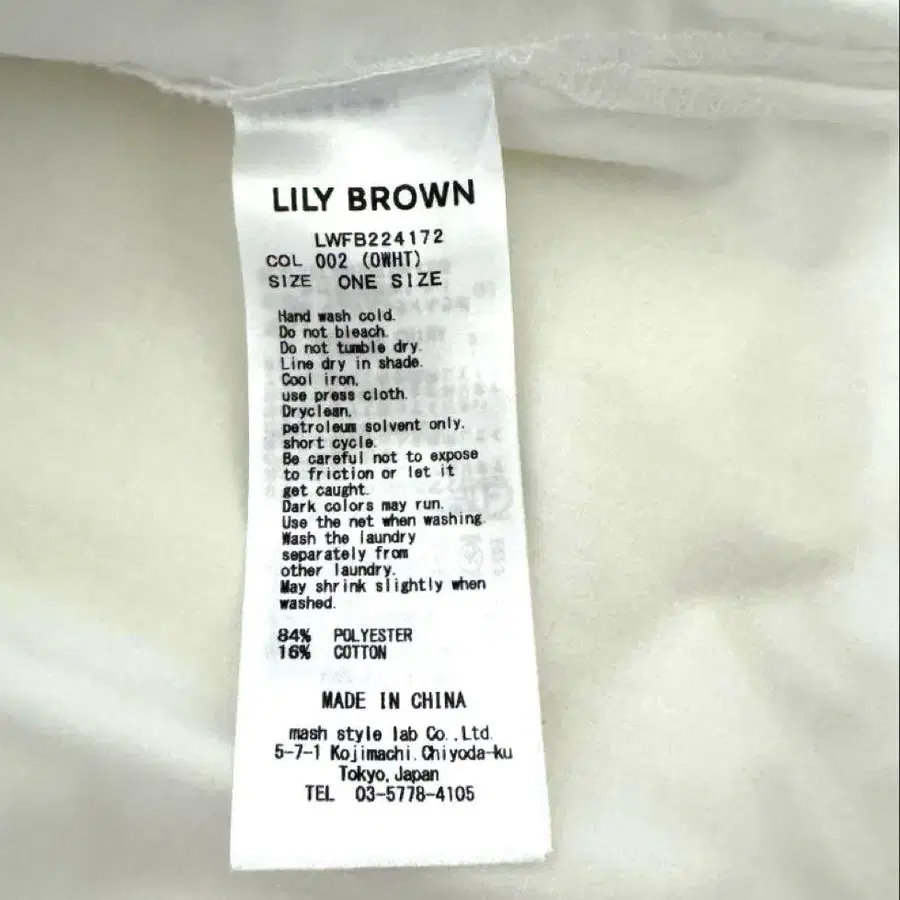 LILY BROWN
LWFB224172
COL 002 (OWHT)
SIZE ONE SIZE
Hand wash cold.
Do not bleach.
Do not tumble dry.
Line dry in shade.
Cool iron.
use press cloth.
Dryclean.
petroleum solvent only.
short cycle.
Be careful not to expose
to friction or let it
get caught.
Dark colors may run.
Use the net when washing.
Wash the laundry
separately from
other laundry.
May shrink slightly when
washed.
84% POLYESTER
16% COTTON
MADE IN CHINA
mash style lab Co.,Ltd.
5-7-1 Kojimachi.Chiyoda-ku
Tokyo,Japan
TEL 03-5778-4105